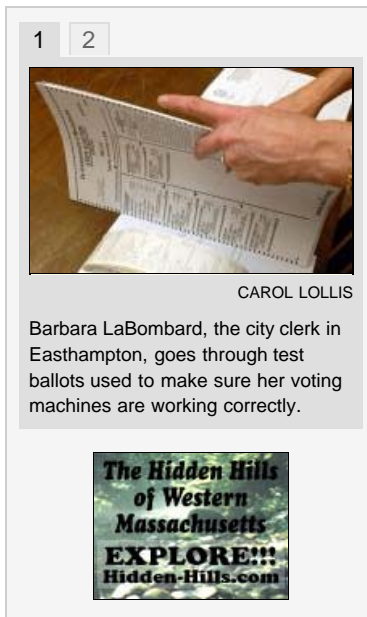 1 2
CAROL LOLLIS
Barbara LaBombard, the city clerk in
Easthampton, goes through test
ballots used to make sure her voting
machines are working correctly.
The Hidden Hills
of Western
Massachusetts
EXPLORE!!!
Hidden-Hills.com